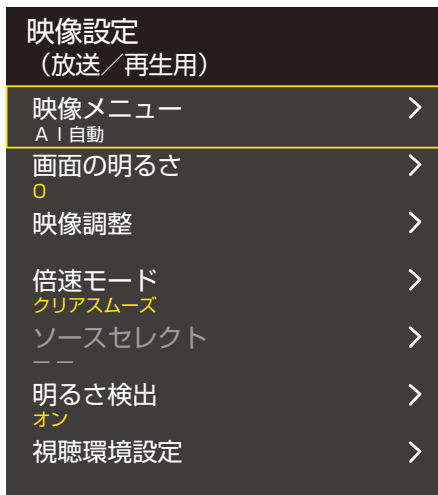 映像設定
（放送／再生用）
映像メニュー
ＡＩ自動
画面の明るさ
0
映像調整
倍速モード
クリアスムーズ
ソースセレクト
－－
明るさ検出
オン
視聴環境設定